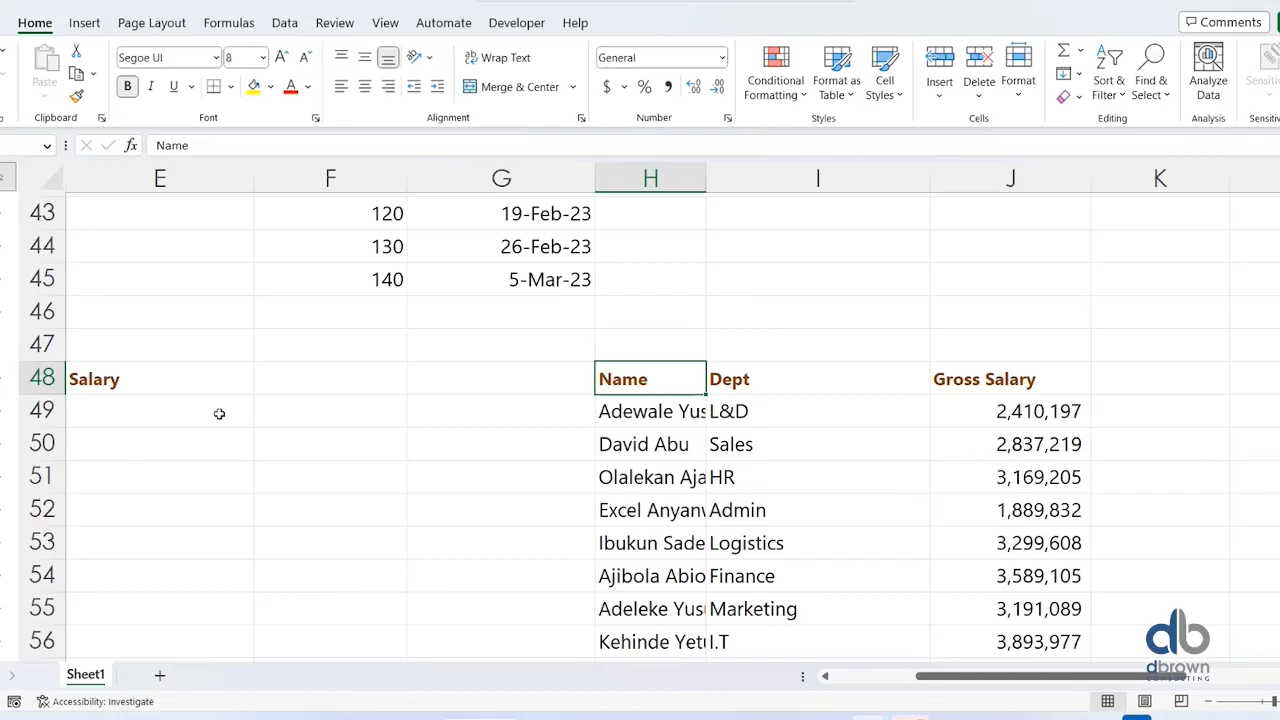 Home Insert Page Layout Formulas Data Review View Automate Developer Help Comments
Segoe UI General
Wrap Text
Paste B I U A Merge & Center $ % Conditional Formatting Format as Table Cell Styles Insert Delete Format Sort & Filter Find & Select Analyze Data
Clipboard Font Alignment Number Styles Cells Editing Analysis
fx Name
E F G H I J K
43 120 19-Feb-23
44 130 26-Feb-23
45 140 5-Mar-23
46
47
48 Salary Name Dept Gross Salary
49 Adewale Yus L&D 2,410,197
50 David Abu Sales 2,837,219
51 Olalekan Aja HR 3,169,205
52 Excel Anyanw Admin 1,889,832
53 Ibukun Sade Logistics 3,299,608
54 Ajibola Abio Finance 3,589,105
55 Adeleke Yus Marketing 3,191,089
56 Kehinde Yetu I.T 3,893,977
db
dbrown
CONSULTING
Sheet1
Accessibility: Investigate